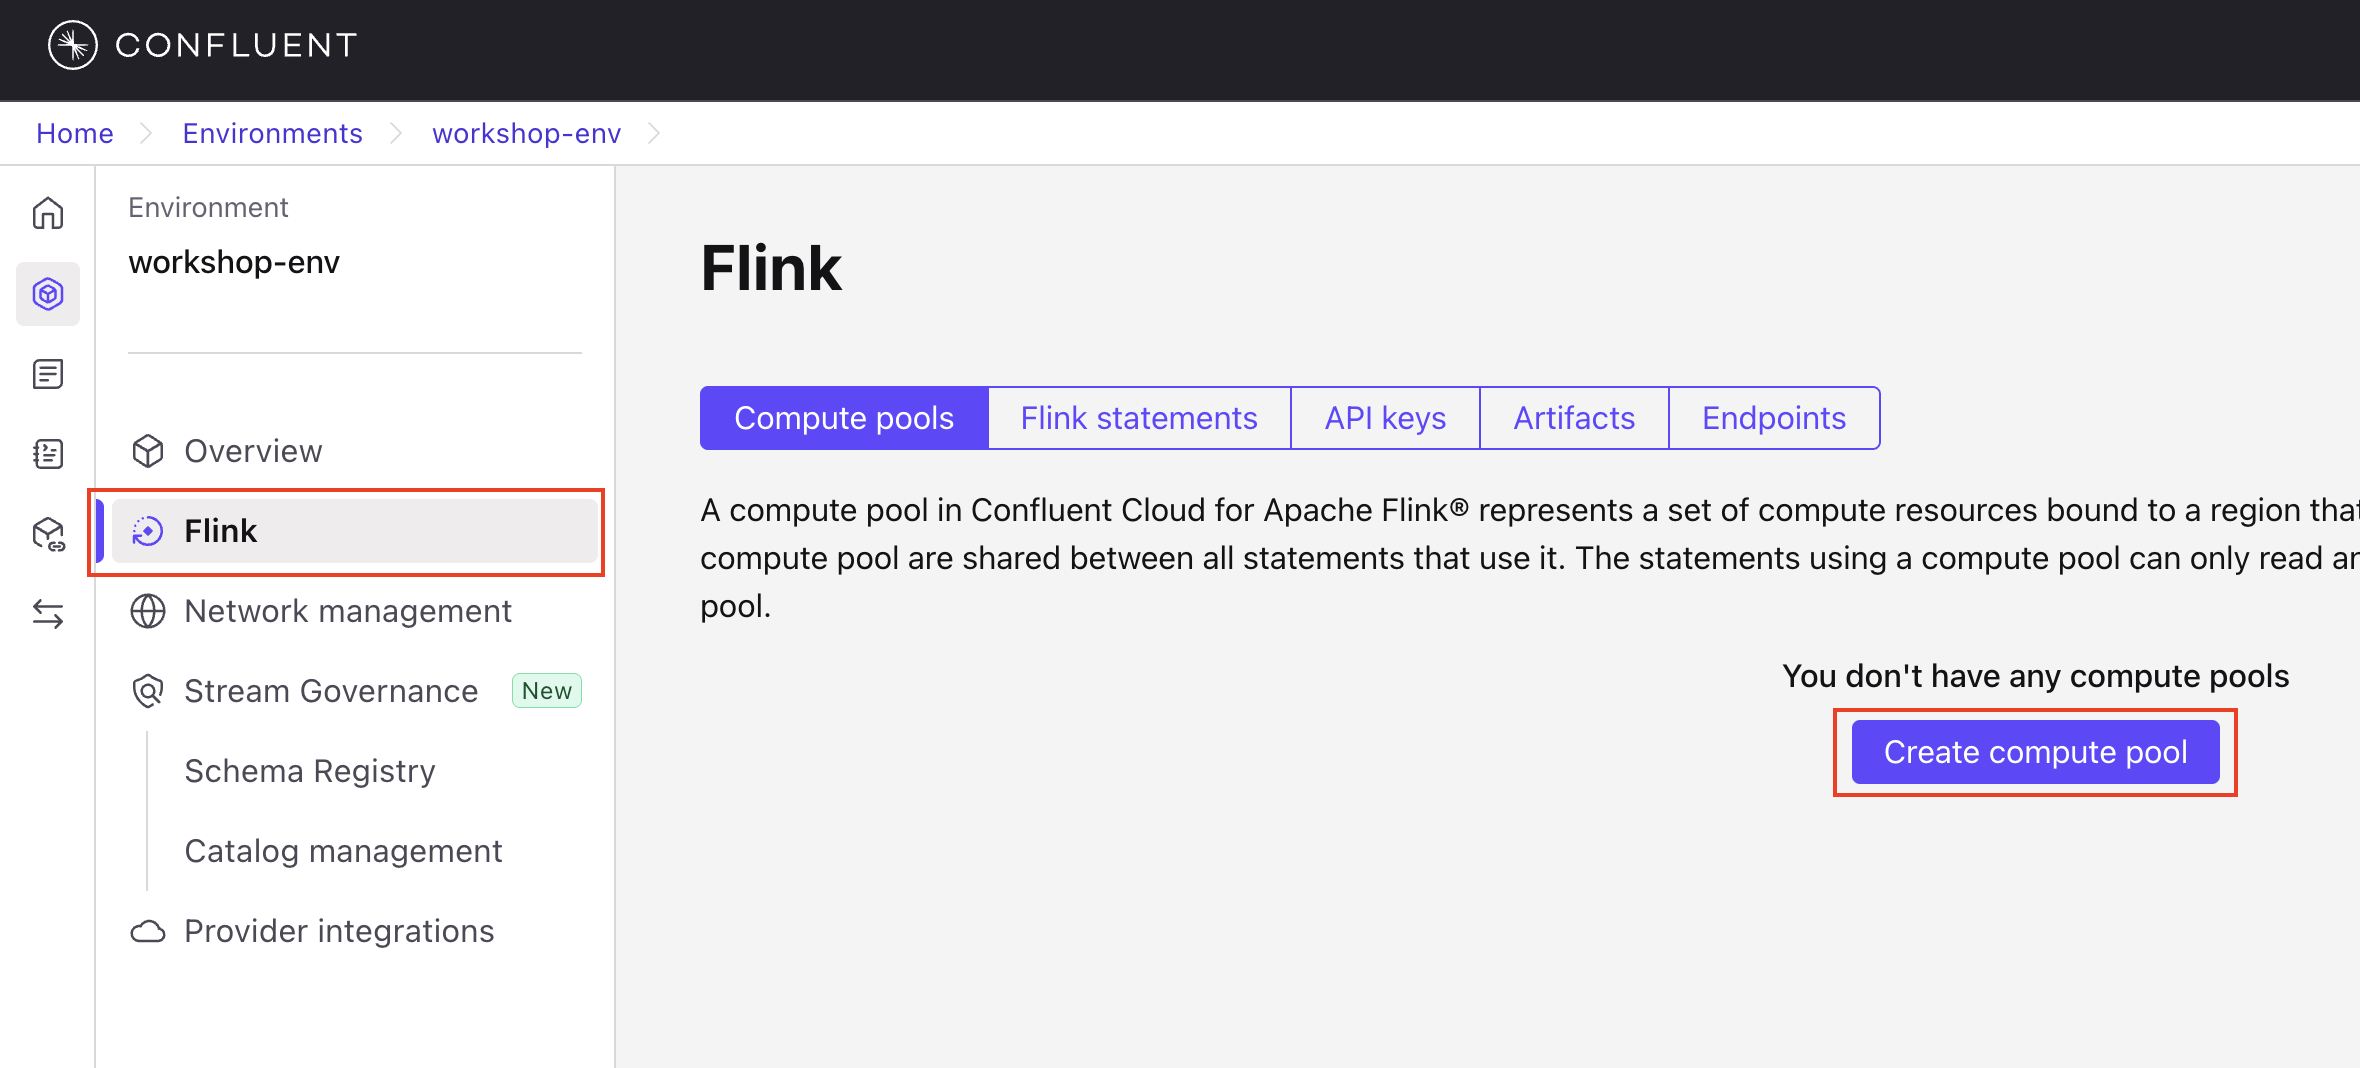 CONFLUENT
Home
Environments
workshop-env
Environment
workshop-env
Overview
Flink
Network management
Stream Governance New
Schema Registry
Catalog management
Provider integrations
Flink
Compute pools
Flink statements
API keys
Artifacts
Endpoints
A compute pool in Confluent Cloud for Apache Flink® represents a set of compute resources bound to a region that
compute pool are shared between all statements that use it. The statements using a compute pool can only read
pool.
You don't have any compute pools
Create compute pool